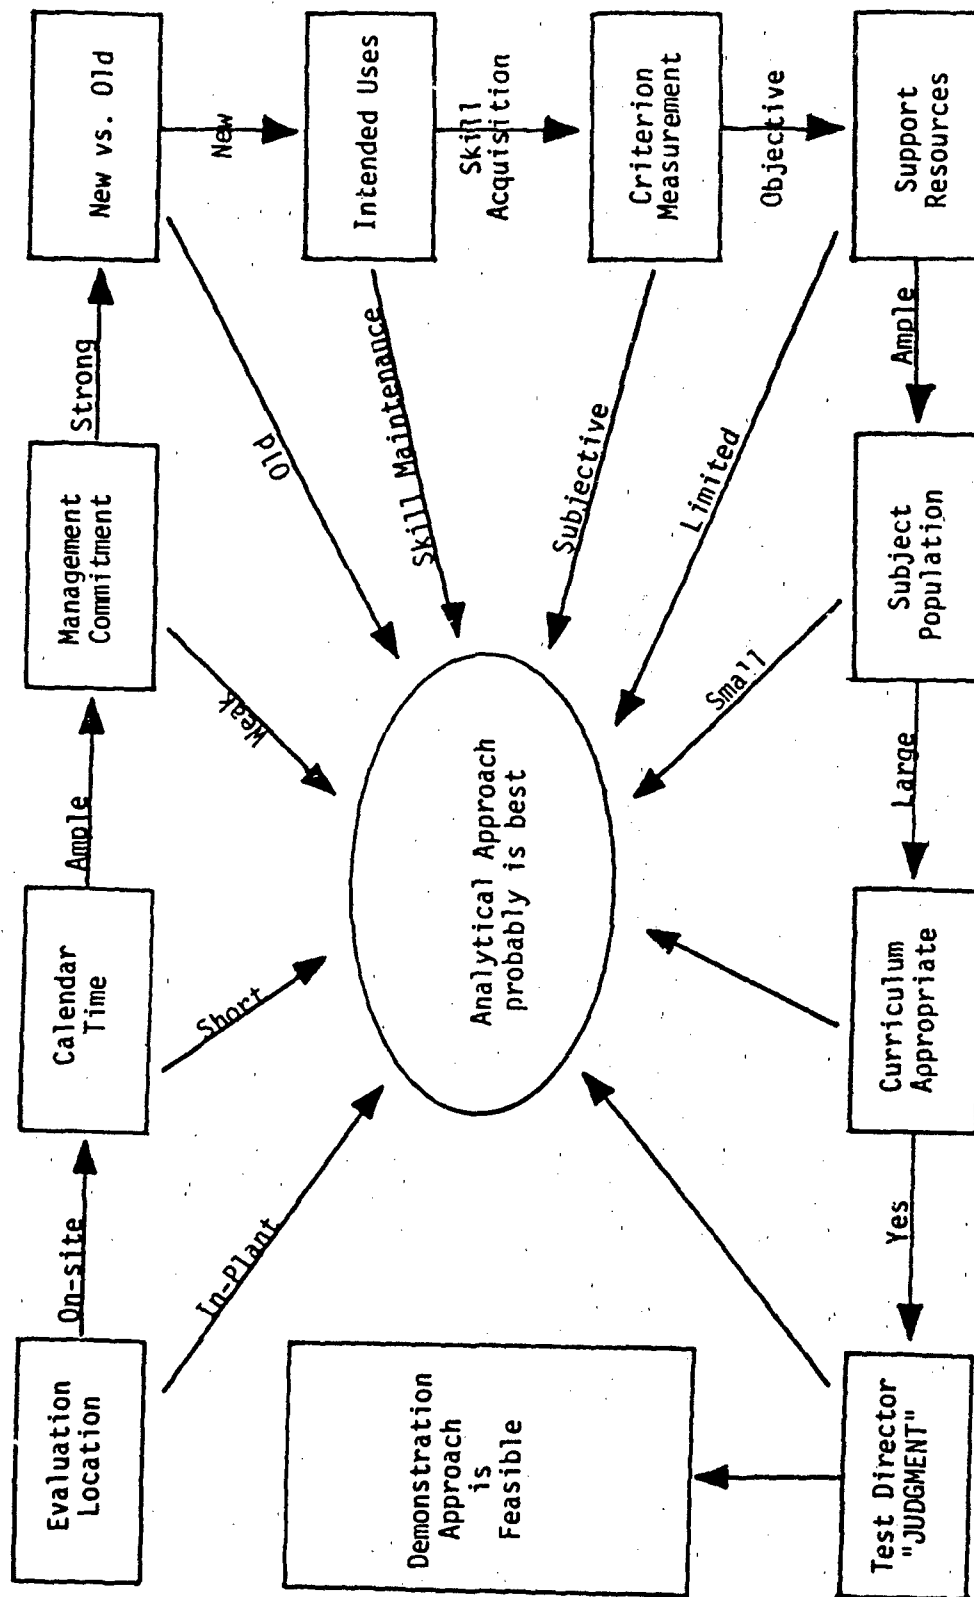 Evaluation
Location
On-site
Calendar
Time
Ample
Management
Commitment
Strong
New vs. Old
In-Plant
Short
Weak
Old
New
Intended Uses
Skill Maintenance
Skill
Acquisition
Demonstration
Approach
is
Feasible
Analytical Approach
probably is best
Subjective
Criterion
Measurement
Limited
Objective
Small
Test Director
"JUDGMENT"
Yes
Curriculum
Appropriate
Large
Subject
Population
Ample
Support
Resources